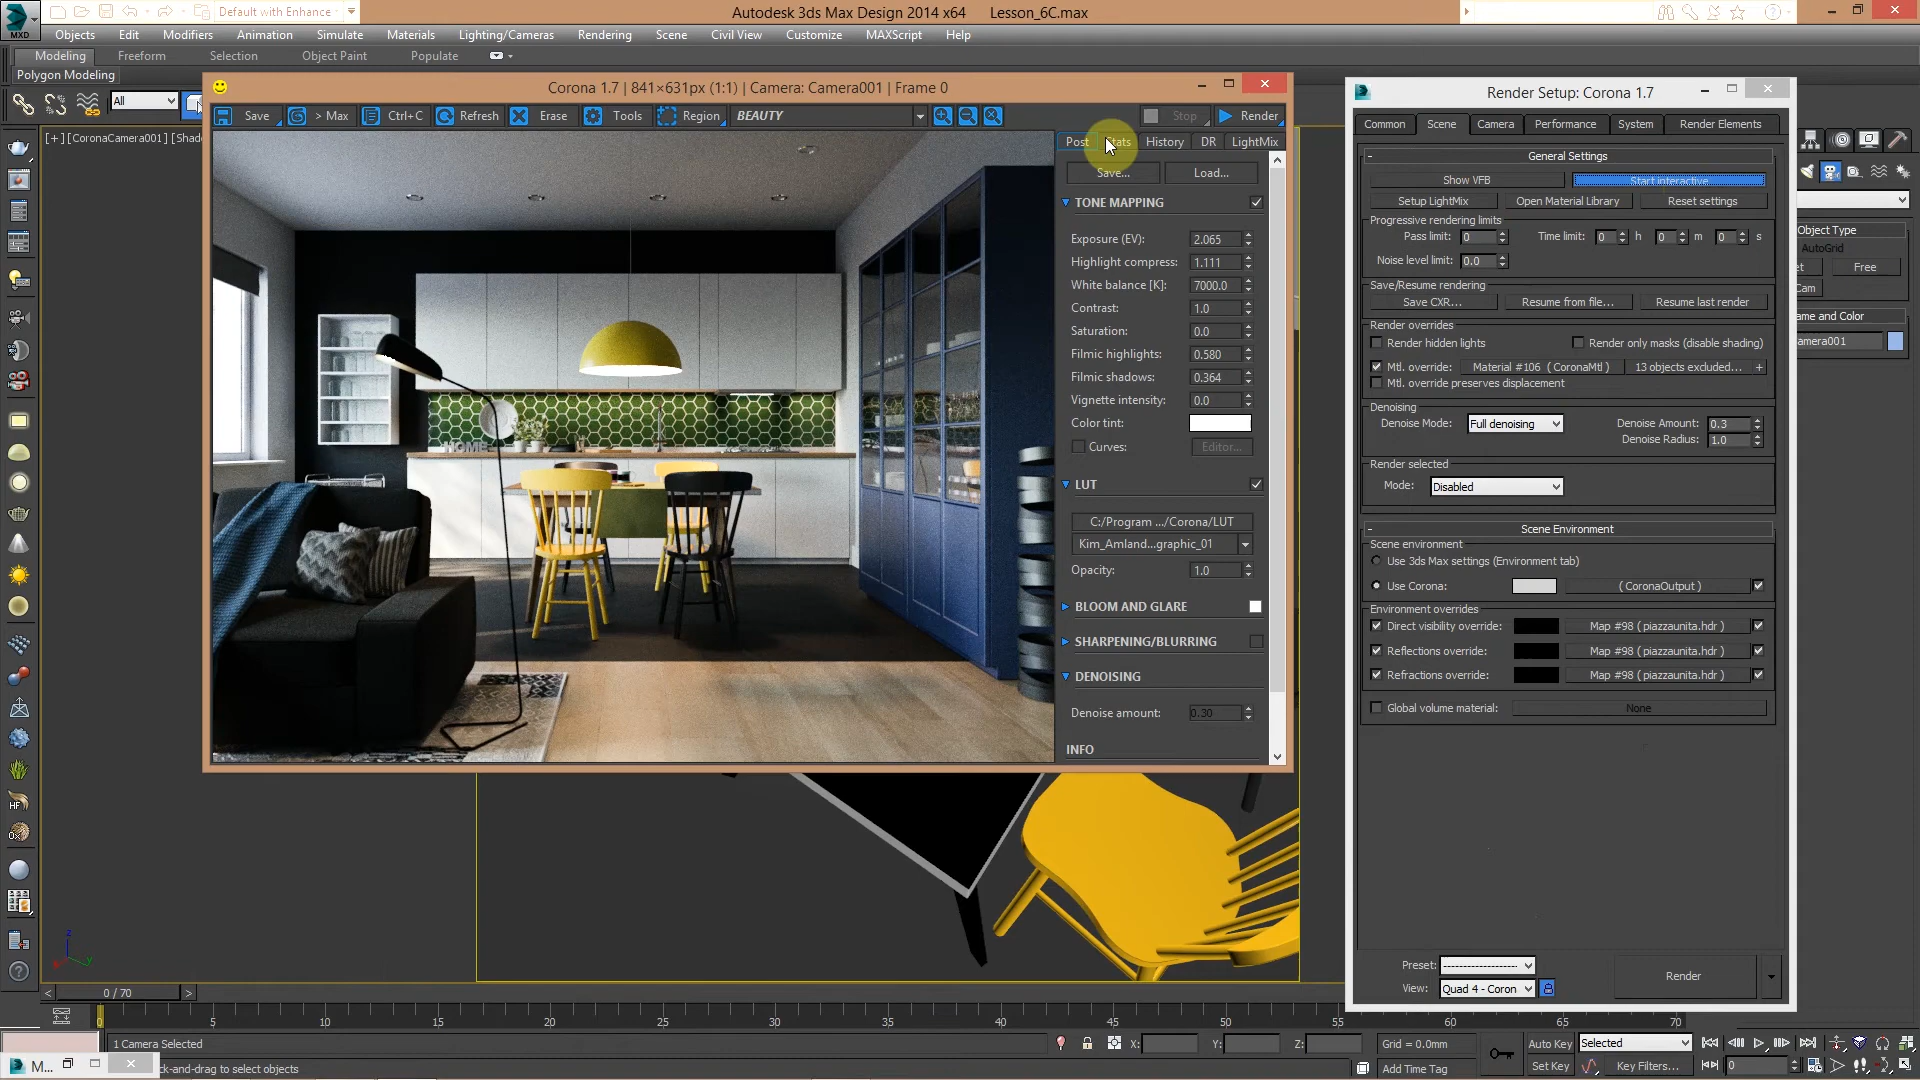 MXD
Default with Enhance
Autodesk 3ds Max Design 2014 x64 Lesson_6C.max
Objects Edit Modifiers Animation Simulate Materials Lighting/Cameras Rendering Scene Civil View Customize MAXScript Help
Modeling Freeform Selection Object Paint Populate
Polygon Modeling
All
[+] [CoronaCamera001] [Shad
Corona 1.7 | 841×631px (1:1) | Camera: Camera001 | Frame 0
Save > Max Ctrl+C Refresh Erase Tools Region BEAUTY Stop Render
Post Stats History DR LightMix
Save... Load...
TONE MAPPING
Exposure (EV): 2.065
Highlight compress: 1.111
White balance [K]: 7000.0
Contrast: 1.0
Saturation: 0.0
Filmic highlights: 0.580
Filmic shadows: 0.364
Vignette intensity: 0.0
Color tint:
Curves: Editor...
LUT
C:/Program .../Corona/LUT
Kim_Amland...graphic_01
Opacity: 1.0
BLOOM AND GLARE
SHARPENING/BLURRING
DENOISING
Denoise amount: 0.30
INFO
HOME
Render Setup: Corona 1.7
Common Scene Camera Performance System Render Elements
General Settings
Show VFB Start interactive
Setup LightMix Open Material Library Reset settings
Progressive rendering limits
Pass limit: 0 Time limit: 0 h 0 m 0 s
Noise level limit: 0.0
Save/Resume rendering
Save CXR... Resume from file... Resume last render
Render overrides
Render hidden lights Render only masks (disable shading)
Mtl. override: Material #106 ( CoronaMtl ) 13 objects excluded... +
Mtl. override preserves displacement
Denoising
Denoise Mode: Full denoising Denoise Amount: 0.3
Denoise Radius: 1.0
Render selected
Mode: Disabled
Scene Environment
Scene environment
Use 3ds Max settings (Environment tab)
Use Corona: ( CoronaOutput )
Environment overrides
Direct visibility override: Map #98 ( piazzaunita.hdr )
Reflections override: Map #98 ( piazzaunita.hdr )
Refractions override: Map #98 ( piazzaunita.hdr )
Global volume material: None
Preset: --------------------
View: Quad 4 - Coron
Render
Object Type
AutoGrid
et Free
Cam
ame and Color
amera001
z
x y
< 0 / 70 >
5 10 15 20 25 30 35 40 45 50 55 60 65 70
1 Camera Selected X: Y: Z: Grid = 0.0mm Auto Key Selected
M... ck-and-drag to select objects Add Time Tag Set Key Key Filters... 0